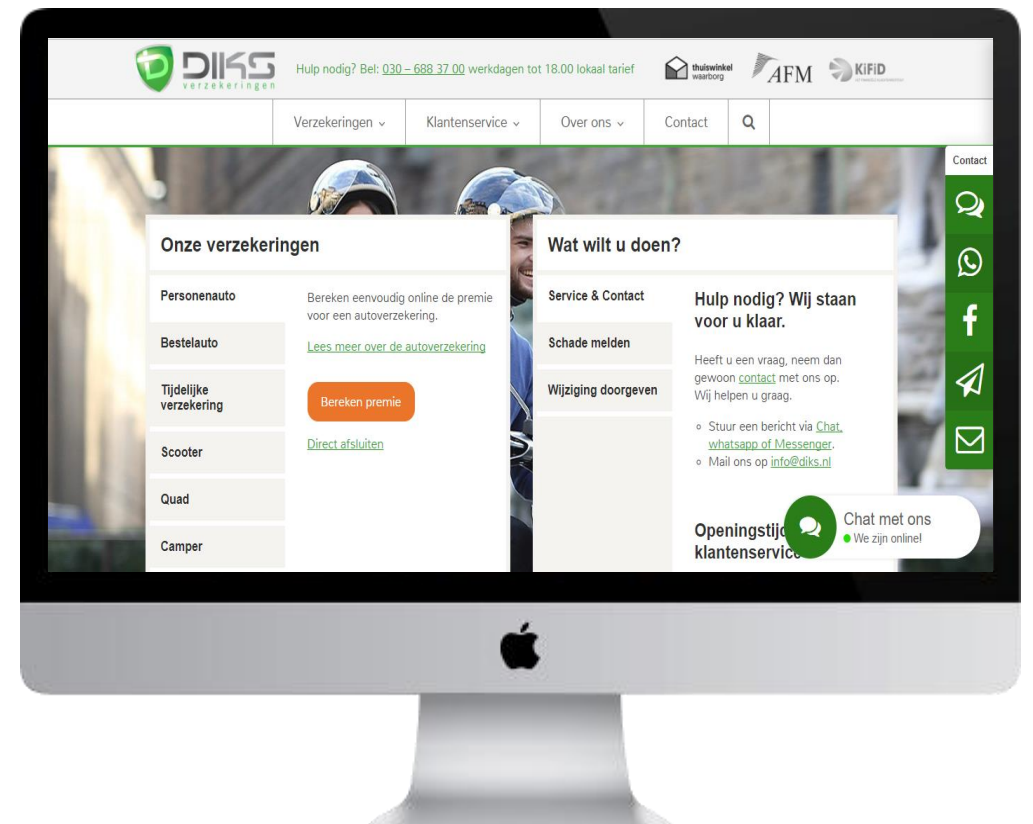 DIKS
verzekeringen
Hulp nodig? Bel: 030 – 688 37 00 werkdagen tot 18.00 lokaal tarief
thuiswinkel
waarborg
AFM
KiFiD
Verzekeringen
Klantenservice
Over ons
Contact
Contact
Onze verzekeringen
Personenauto
Bestelauto
Tijdelijke
verzekering
Scooter
Quad
Camper
Bereken eenvoudig online de premie
voor een autoverzekering.
Lees meer over de autoverzekering
Bereken premie
Direct afsluiten
Wat wilt u doen?
Service & Contact
Schade melden
Wijziging doorgeven
Hulp nodig? Wij staan
voor u klaar.
Heeft u een vraag, neem dan
gewoon contact met ons op.
Wij helpen u graag.
Stuur een bericht via Chat,
whatsapp of Messenger.
Mail ons op info@diks.nl
Openingstijd
klantenservice
Chat met ons
We zijn online!